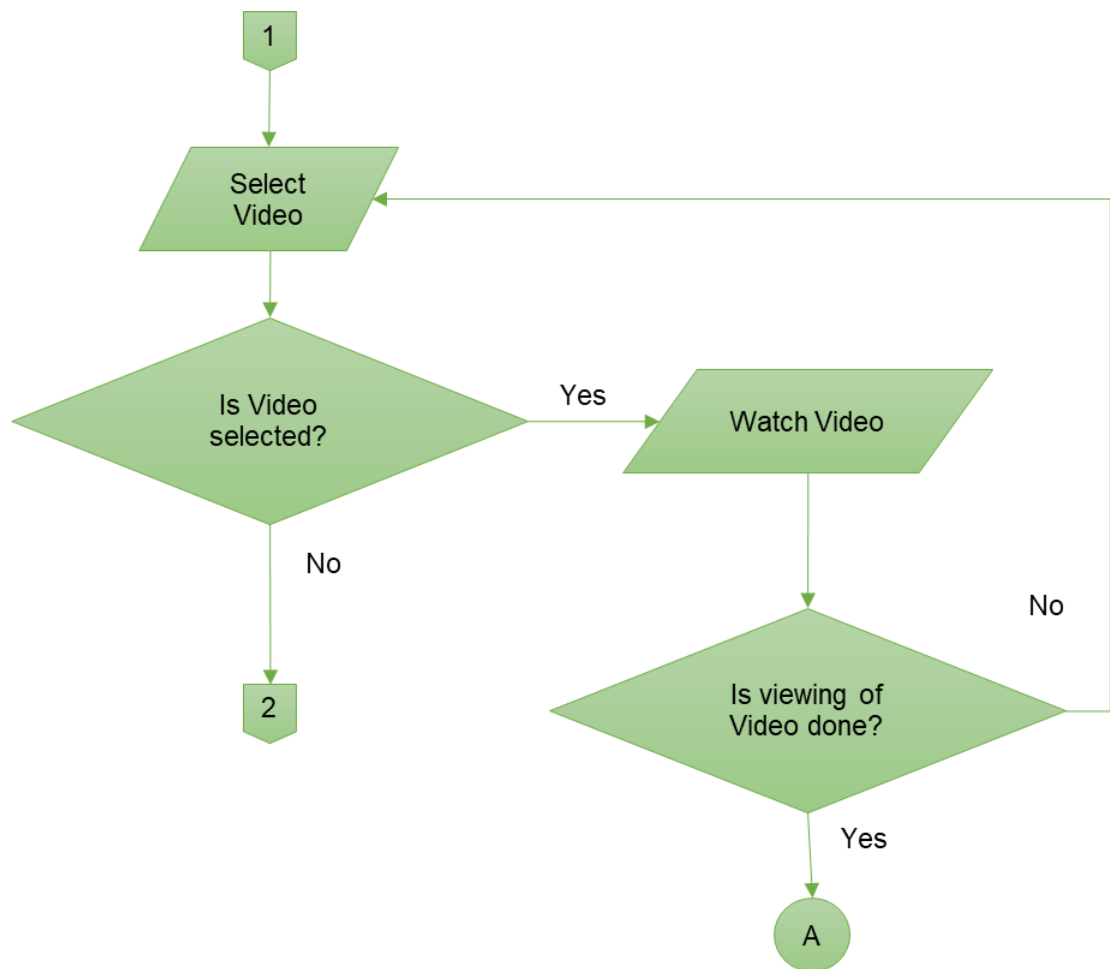 1
Select
Video
Is Video
selected?
Yes
Watch Video
No
2
No
Is viewing of
Video done?
Yes
A